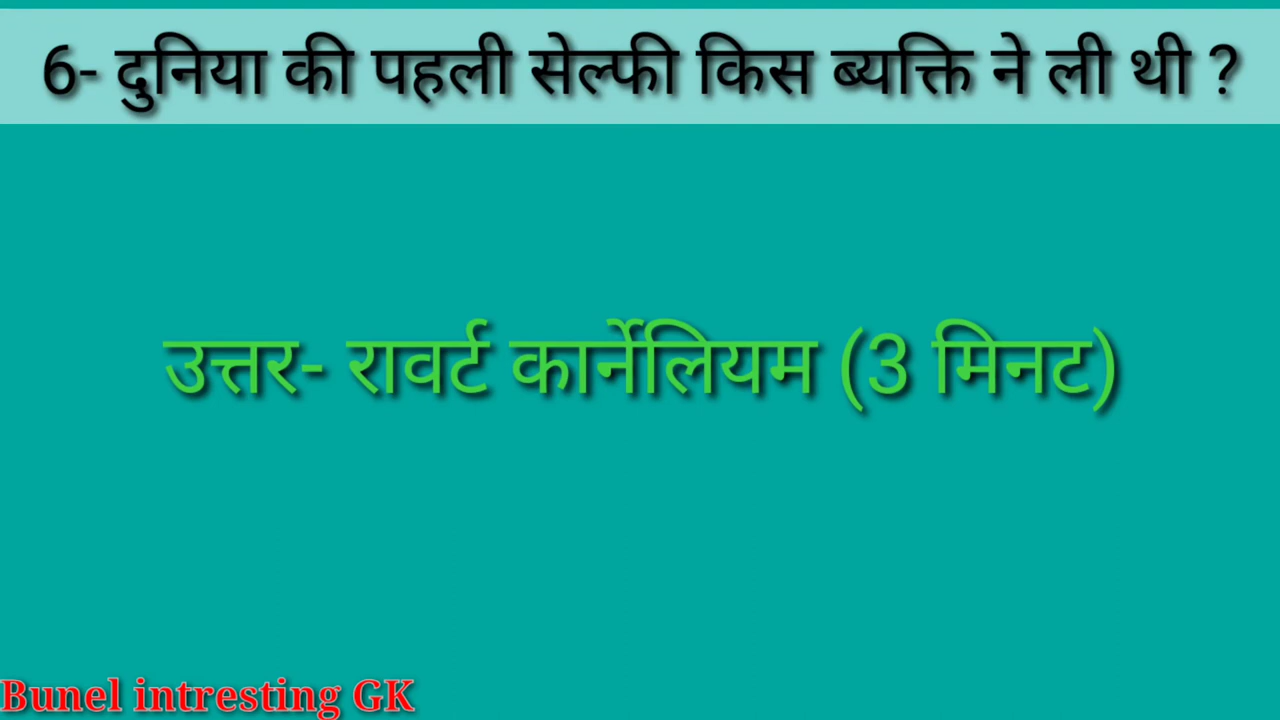 6- दुनिया की पहली सेल्फी किस ब्यक्ति ने ली थी ?
उत्तर- रावर्ट कार्नेलियम (3 मिनट)
Bunel intresting GK